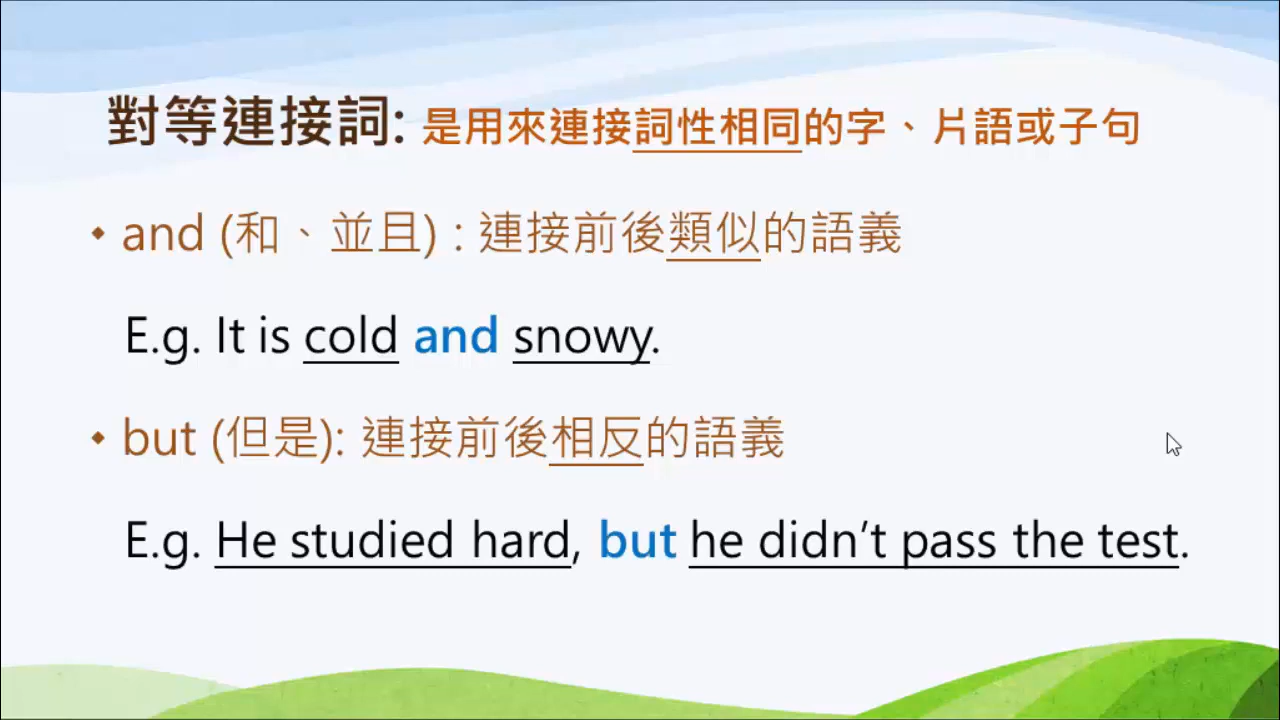 對等連接詞: 是用來連接詞性相同的字、片語或子句
• and (和、並且) : 連接前後類似的語義
E.g. It is cold and snowy.
• but (但是): 連接前後相反的語義
E.g. He studied hard, but he didn’t pass the test.